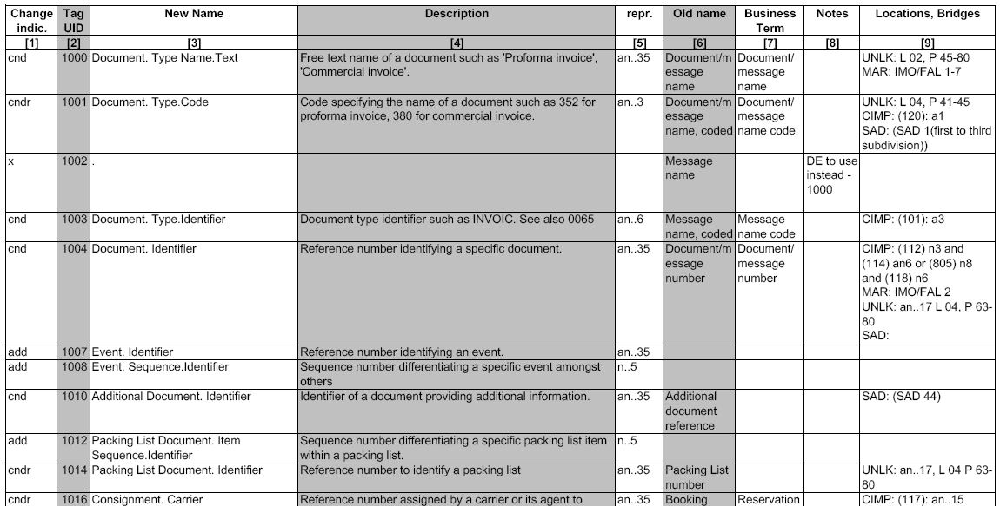 Change indic. Tag UID New Name Description repr. Old name Business Term Notes Locations, Bridges
[1] [2] [3] [4] [5] [6] [7] [8] [9]
cnd 1000 Document. Type Name.Text Free text name of a document such as 'Proforma invoice', an..35 Document/m Document/ UNLK: L 02, P 45-80
'Commercial invoice'. essage message MAR: IMO/FAL 1-7
name name
cndr 1001 Document. Type.Code Code specifying the name of a document such as 352 for an..3 Document/m Document/ UNLK: L 04, P 41-45
proforma invoice, 380 for commercial invoice. essage message CIMP: (120): a1
name, coded name code SAD: (SAD 1(first to third
subdivision))
x 1002 . Message DE to use
name instead -
1000
cnd 1003 Document. Type.Identifier Document type identifier such as INVOIC. See also 0065 an..6 Message Message CIMP: (101): a3
name, coded name code
cnd 1004 Document. Identifier Reference number identifying a specific document. an..35 Document/m Document/ CIMP: (112) n3 and
essage message (114) an6 or (805) n8
number number and (118) n6
MAR: IMO/FAL 2
UNLK: an..17 L 04, P 63-
80
SAD:
add 1007 Event. Identifier Reference number identifying an event. an..35
add 1008 Event. Sequence.Identifier Sequence number differentiating a specific event amongst n..5
others
cnd 1010 Additional Document. Identifier Identifier of a document providing additional information. an..35 Additional SAD: (SAD 44)
document
reference
add 1012 Packing List Document. Item Sequence number differentiating a specific packing list item n..5
Sequence.Identifier within a packing list.
cndr 1014 Packing List Document. Identifier Reference number to identify a packing list an..35 Packing List UNLK: an..17, L 04 P 63-
number 80
cndr 1016 Consignment. Carrier Reference number assigned by a carrier or its agent to an..35 Booking Reservation CIMP: (117): an..15